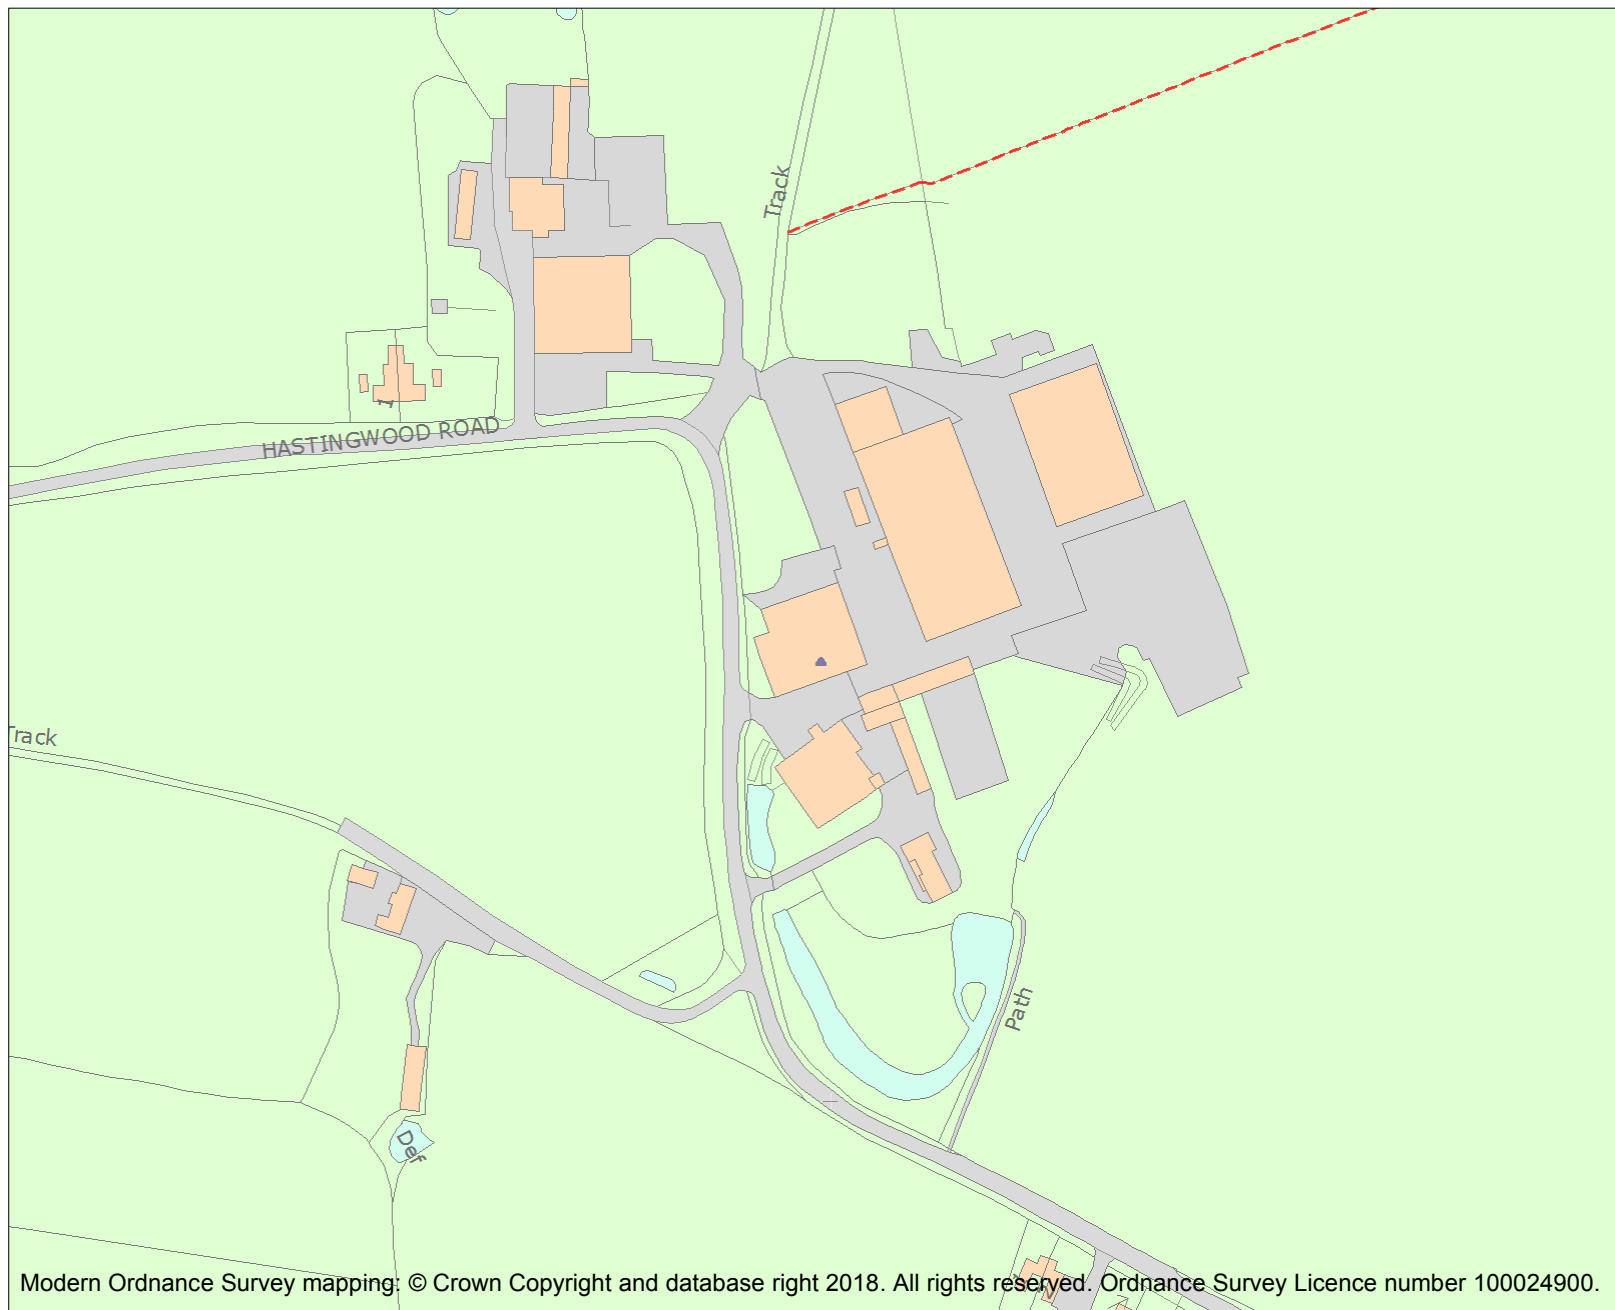 Track
1
HASTINGWOOD ROAD
Track
Path
Def
Modern Ordnance Survey mapping: © Crown Copyright and database right 2018. All rights reserved. Ordnance Survey Licence number 100024900.